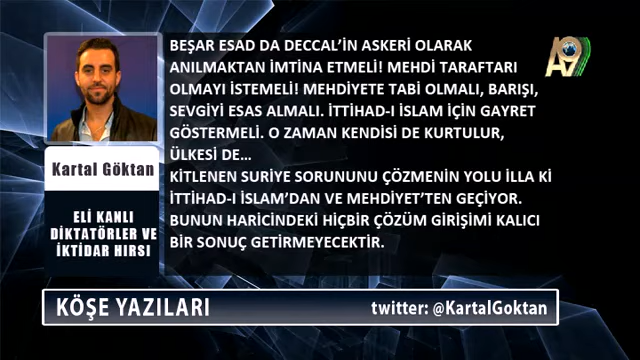 BEŞAR ESAD DA DECCAL'İN ASKERİ OLARAK
ANILMAKTAN İMTİNA ETMELİ! MEHDİ TARAFTARI
OLMAYI İSTEMELİ! MEHDİYETE TABİ OLMALI, BARIŞI,
SEVGİYİ ESAS ALMALI. İTTİHAD-I İSLAM İÇİN GAYRET
GÖSTERMELİ. O ZAMAN KENDİSİ DE KURTULUR,
ÜLKESİ DE...
KİTLENEN SURİYE SORUNUNU ÇÖZMENİN YOLU İLLA Kİ
İTTİHAD-I İSLAM'DAN VE MEHDİYET'TEN GEÇİYOR.
BUNUN HARİCİNDEKİ HİÇBİR ÇÖZÜM GİRİŞİMİ KALICI
BİR SONUÇ GETİRMEYECEKTİR.
A9
Kartal Göktan
ELİ KANLI
DİKTATÖRLER VE
İKTİDAR HIRSI
KÖŞE YAZILARI
twitter: @KartalGoktan